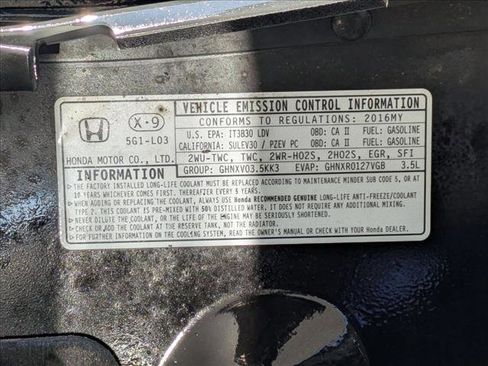 VEHICLE EMISSION CONTROL INFORMATION
X-9
CONFORMS TO REGULATIONS: 2016MY
5G1-L03
U.S. EPA: IT3B30 LDV OBD: CA II FUEL: GASOLINE
CALIFORNIA: SULEV30 / PZEV PC OBD: CA II FUEL: GASOLINE
HONDA MOTOR CO., LTD.
2WU-TWC, TWC, 2WR-HO2S, 2HO2S, EGR, SFI
INFORMATION
GROUP: GHNXV03.5KK3 EVAP: GHNXR0127VGB 3.5L
THE FACTORY INSTALLED LONG-LIFE COOLANT MUST BE REPLACED ACCORDING TO MAINTENANCE MINDER SUB CODE 5, OR AT
10 YEARS WHICHEVER COMES FIRST. THEREAFTER EVERY 5 YEARS.
WHEN ADDING OR REPLACING COOLANT, ALWAYS USE Honda RECOMMENDED GENUINE LONG-LIFE ANTI-FREEZE/COOLANT
TYPE 2. THIS COOLANT IS PRE-MIXED WITH 50% DISTILLED WATER. IT DOES NOT REQUIRE ANY ADDITIONAL MIXING.
NEVER DILUTE THE COOLANT, OR THE LIFE OF THE ENGINE MAY BE SERIOUSLY SHORTENED.
CHECK OR ADD THE COOLANT AT THE RESERVE TANK, NOT THE RADIATOR.
FOR FURTHER INFORMATION ON THE COOLING SYSTEM, READ THE OWNER'S MANUAL OR CHECK WITH YOUR Honda DEALER.